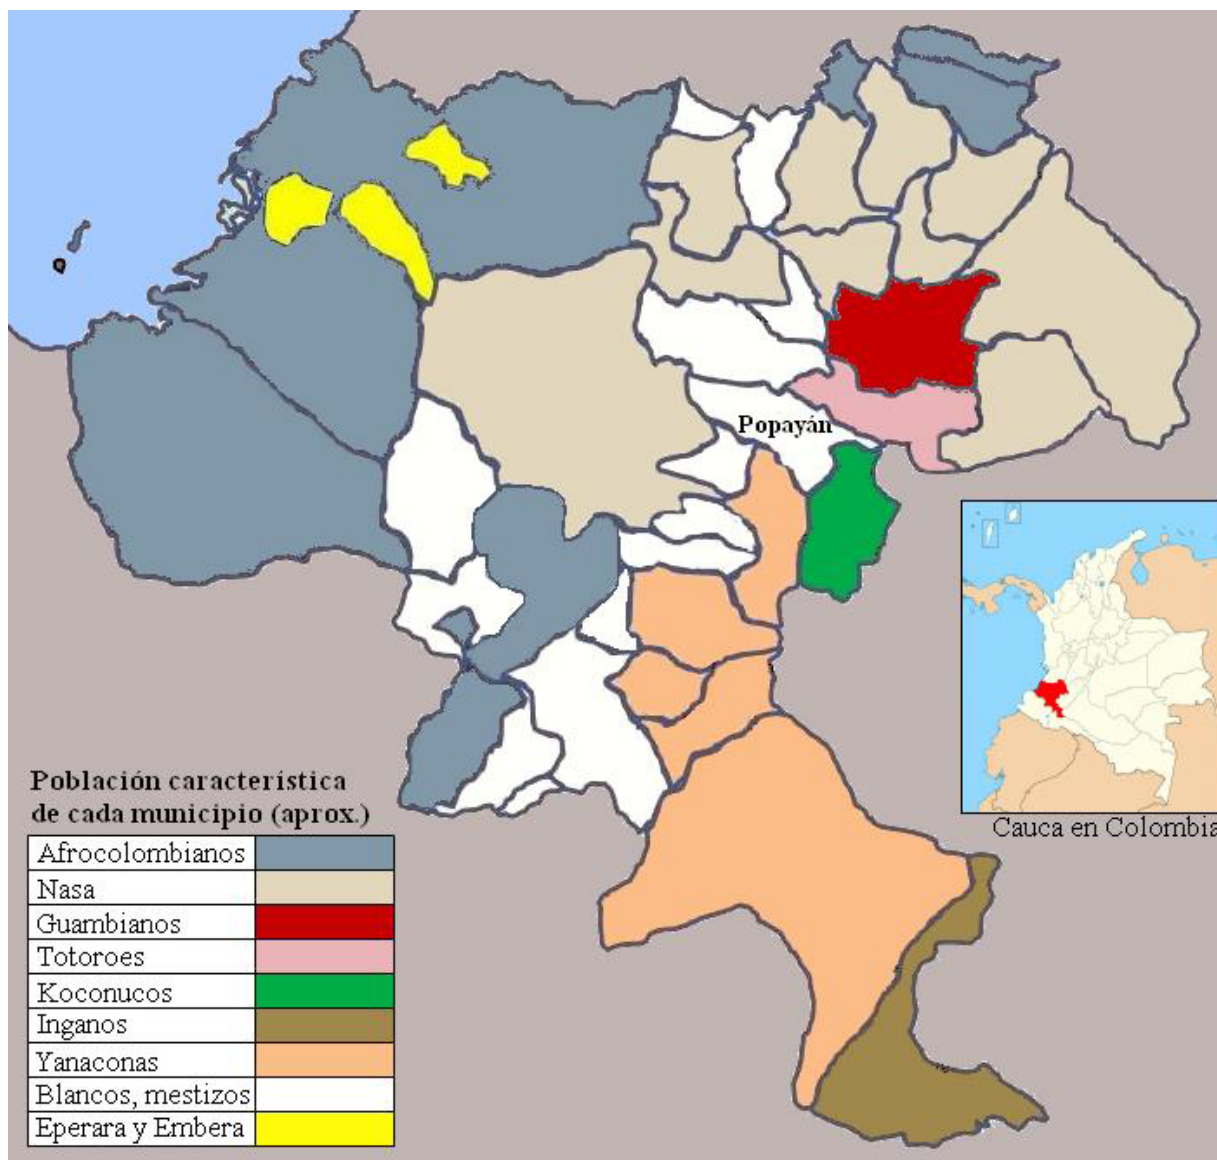 Popayán
Población característica
de cada municipio (aprox.)
Afrocolombianos
Nasa
Guambianos
Totoroes
Koconucos
Inganos
Yanaconas
Blancos, mestizos
Eperara y Embera
Cauca en Colombia